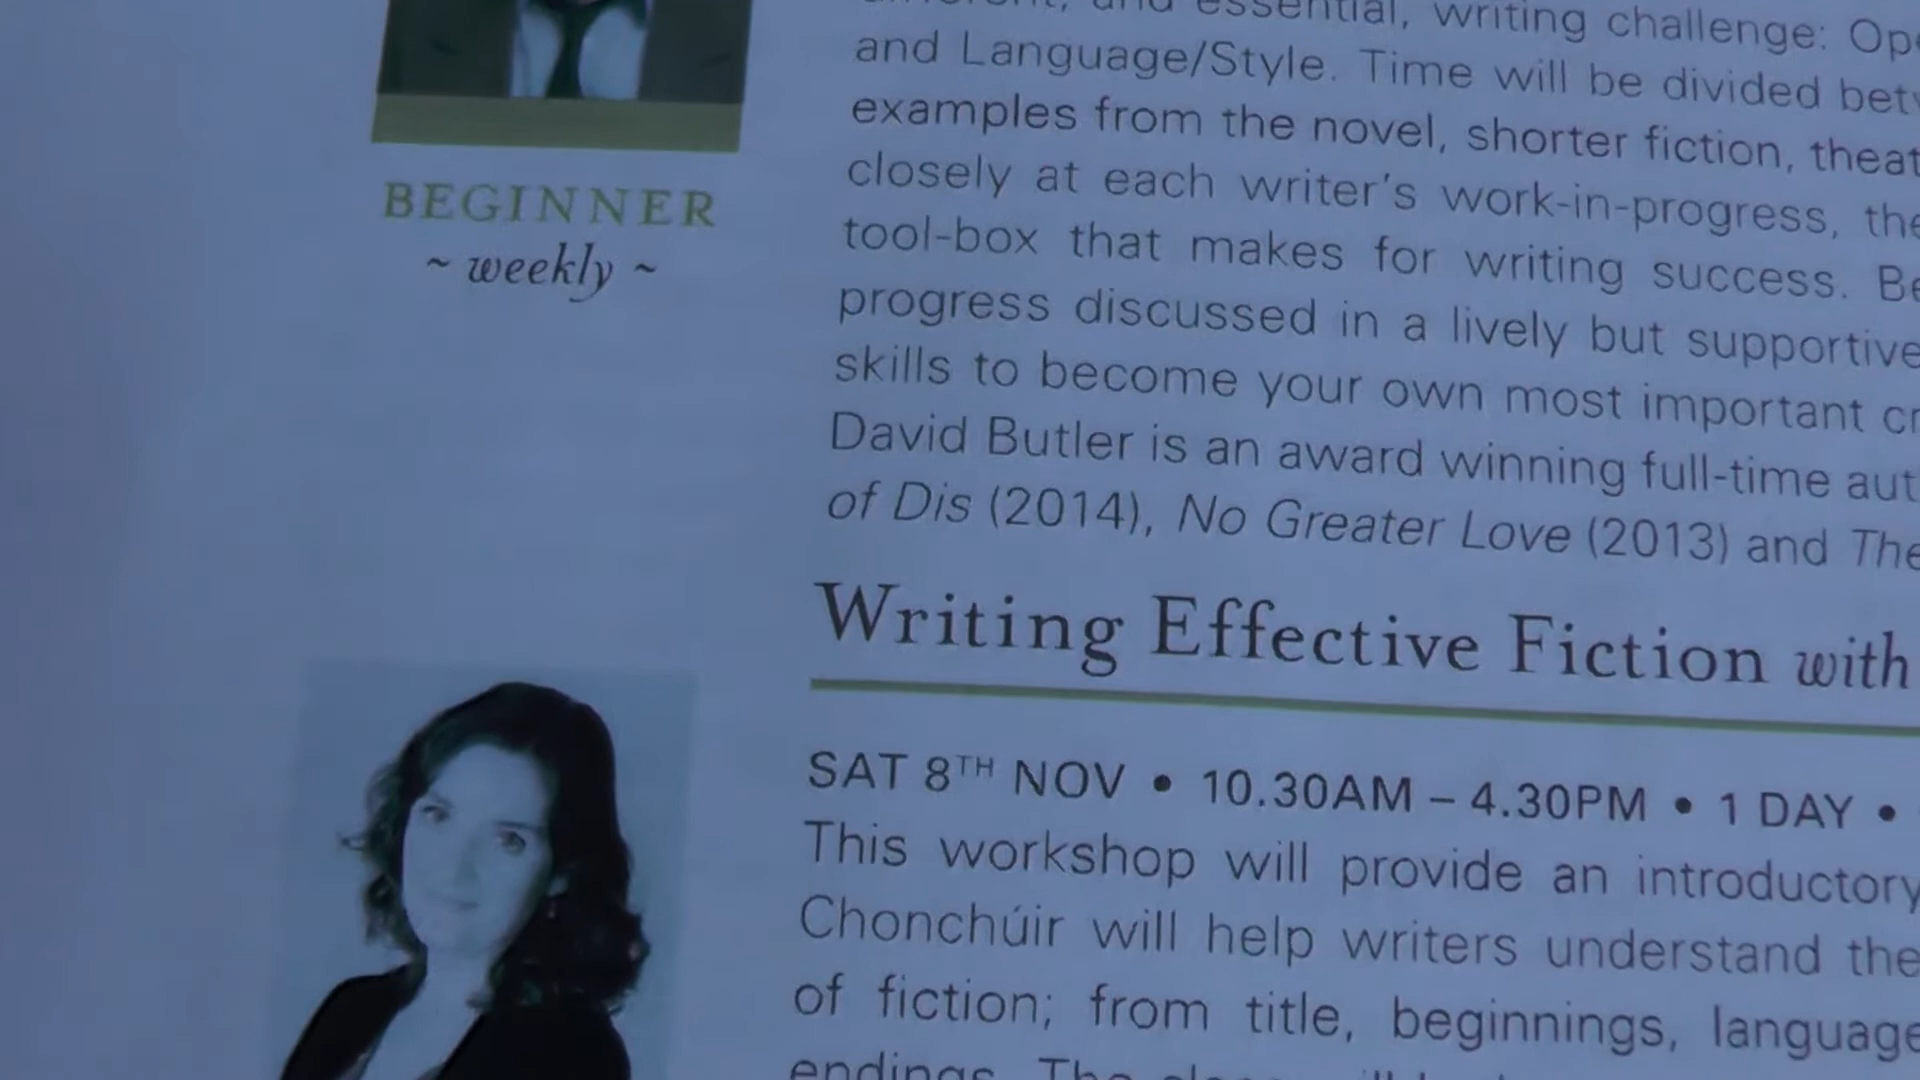 essential, writing challenge:
and Language/Style. Time will be divided
examples from the novel, shorter fiction,
closely at each writer's work-in-progress,
tool-box that makes for writing success.
progress discussed in a lively but supportive
skills to become your own most important
David Butler is an award winning full-time
of Dis (2014), No Greater Love (2013) and The
BEGINNER
~ weekly ~
Writing Effective Fiction with
SAT 8TH NOV • 10.30AM – 4.30PM • 1 DAY •
This workshop will provide an introductory
Chonchúir will help writers understand the
of fiction; from title, beginnings, language
endings. The